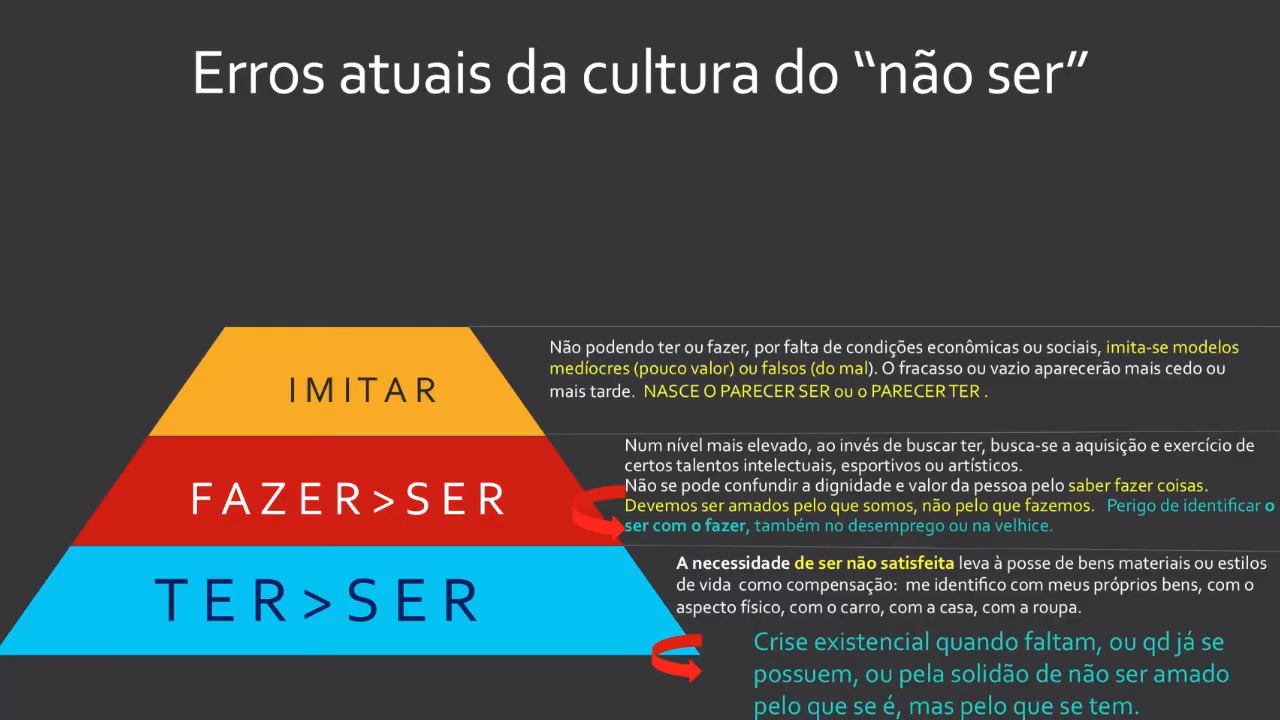 Erros atuais da cultura do “não ser”
IMITAR
Não podendo ter ou fazer, por falta de condições econômicas ou sociais, imita-se modelos
medíocres (pouco valor) ou falsos (do mal). O fracasso ou vazio aparecerão mais cedo ou
mais tarde. NASCE O PARECER SER ou o PARECER TER .
FAZER>SER
Num nível mais elevado, ao invés de buscar ter, busca-se a aquisição e exercício de
certos talentos intelectuais, esportivos ou artísticos.
Não se pode confundir a dignidade e valor da pessoa pelo saber fazer coisas.
Devemos ser amados pelo que somos, não pelo que fazemos. Perigo de identificar o
ser com o fazer, também no desemprego ou na velhice.
TER>SER
A necessidade de ser não satisfeita leva à posse de bens materiais ou estilos
de vida como compensação: me identifico com meus próprios bens, com o
aspecto físico, com o carro, com a casa, com a roupa.
Crise existencial quando faltam, ou qd já se
possuem, ou pela solidão de não ser amado
pelo que se é, mas pelo que se tem.